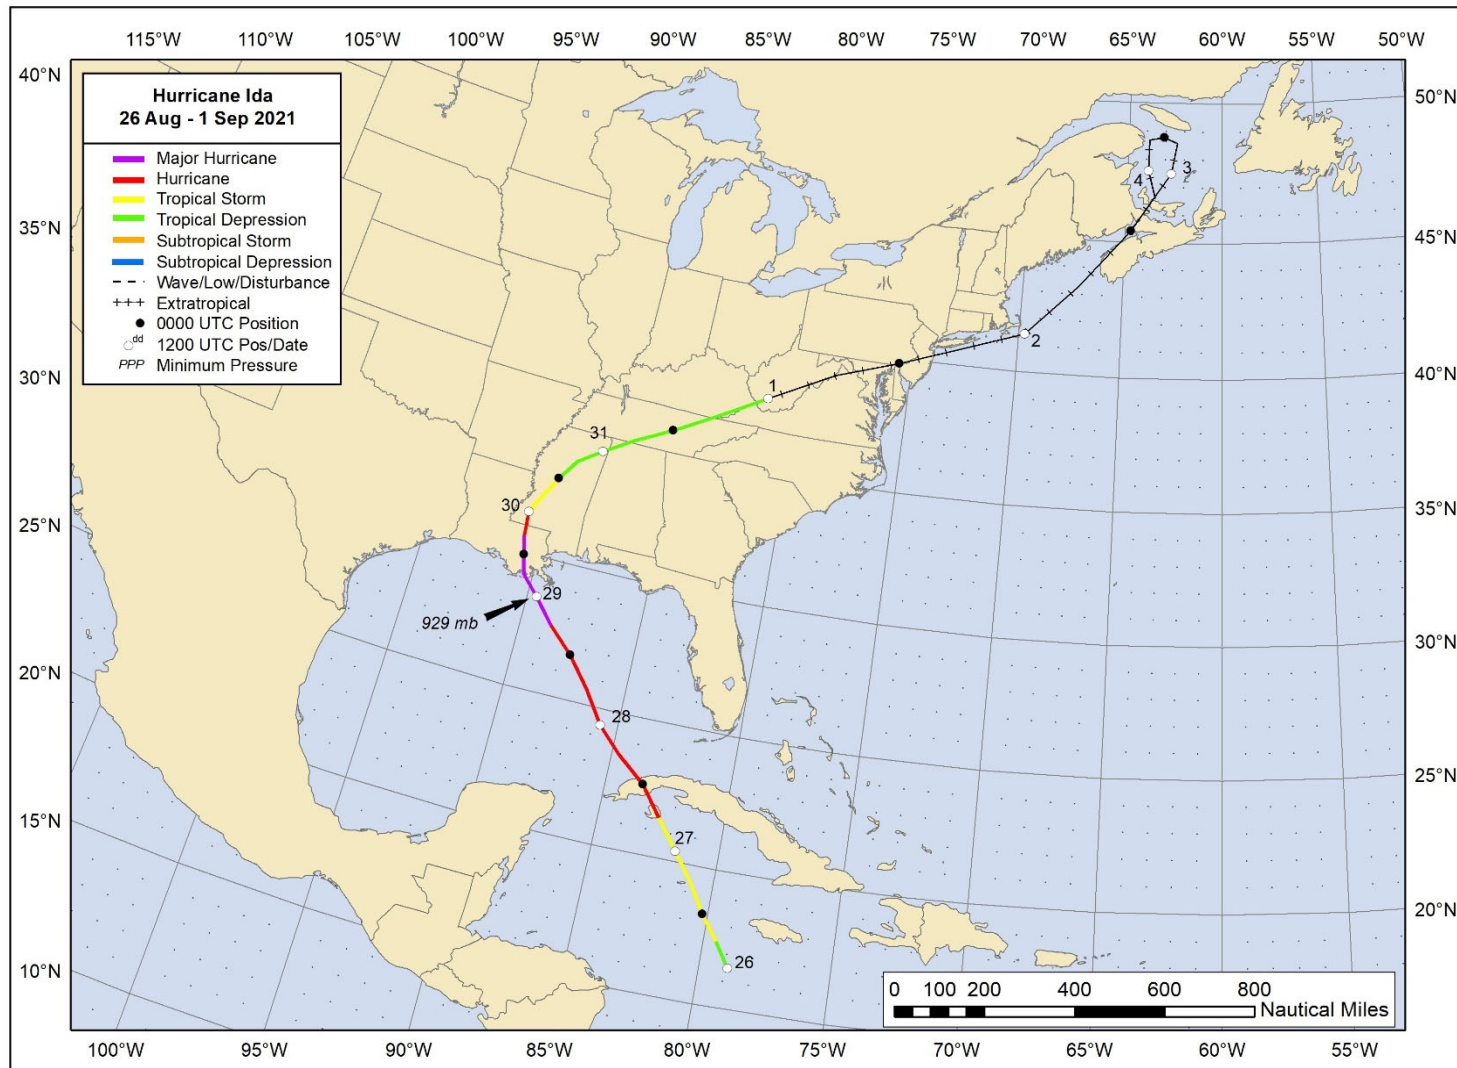 115°W 110°W 105°W 100°W 95°W 90°W 85°W 80°W 75°W 70°W 65°W 60°W 55°W 50°W
40°N
50°N
Hurricane Ida
26 Aug - 1 Sep 2021
Major Hurricane
Hurricane
Tropical Storm
Tropical Depression
Subtropical Storm
Subtropical Depression
Wave/Low/Disturbance
Extratropical
0000 UTC Position
dd 1200 UTC Pos/Date
PPP Minimum Pressure
3
4
35°N
45°N
2
30°N
40°N
1
31
30
25°N
35°N
29
929 mb
20°N
30°N
28
25°N
15°N
27
20°N
26
10°N
0 100 200 400 600 800
Nautical Miles
100°W 95°W 90°W 85°W 80°W 75°W 70°W 65°W 60°W 55°W